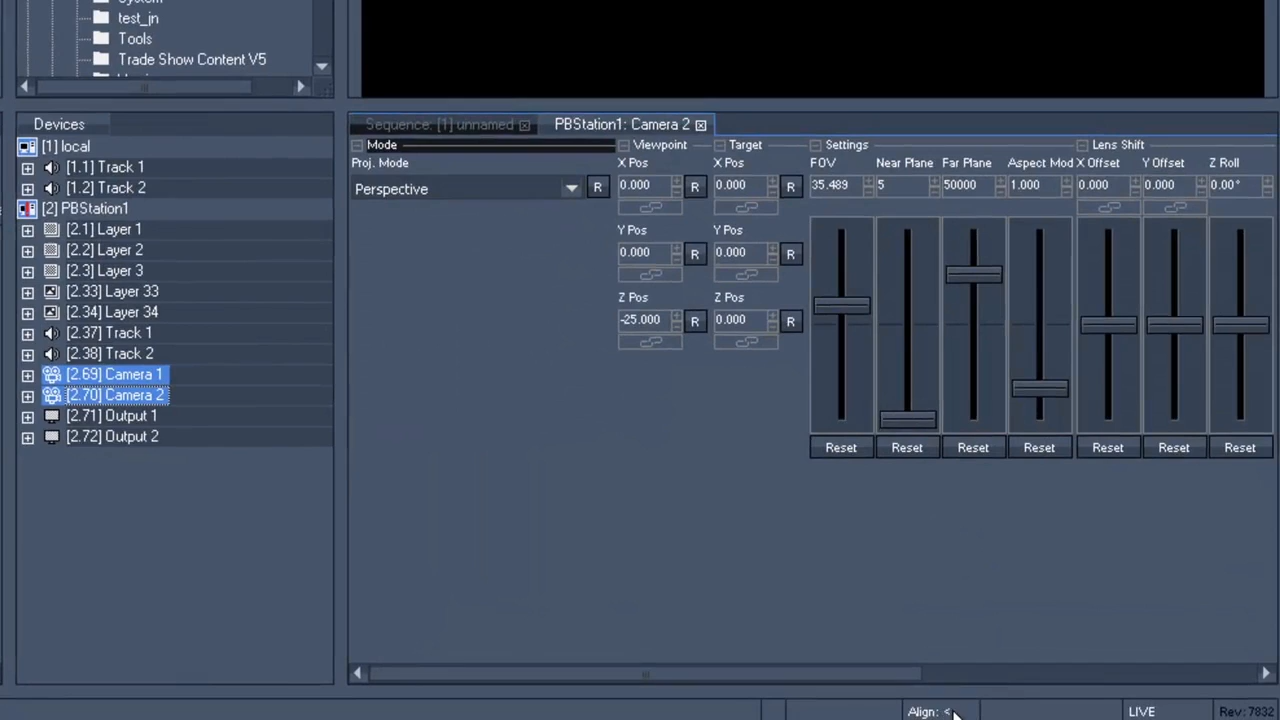 System
test_jn
Tools
Trade Show Content V5
Devices
[1] local
[1.1] Track 1
[1.2] Track 2
[2] PBStation1
[2.1] Layer 1
[2.2] Layer 2
[2.3] Layer 3
[2.33] Layer 33
[2.34] Layer 34
[2.37] Track 1
[2.38] Track 2
[2.69] Camera 1
[2.70] Camera 2
[2.71] Output 1
[2.72] Output 2
Sequence: [1] unnamed PBStation1: Camera 2
Mode Viewpoint Target Settings Lens Shift
Proj. Mode X Pos X Pos FOV Near Plane Far Plane Aspect Mod X Offset Y Offset Z Roll
Perspective R 0.000 R 0.000 R 35.489 5 50000 1.000 0.000 0.000 0.00°
Y Pos Y Pos
0.000 R 0.000 R
Z Pos Z Pos
-25.000 R 0.000 R
Reset Reset Reset Reset Reset Reset Reset
Align: < LIVE Rev: 7832